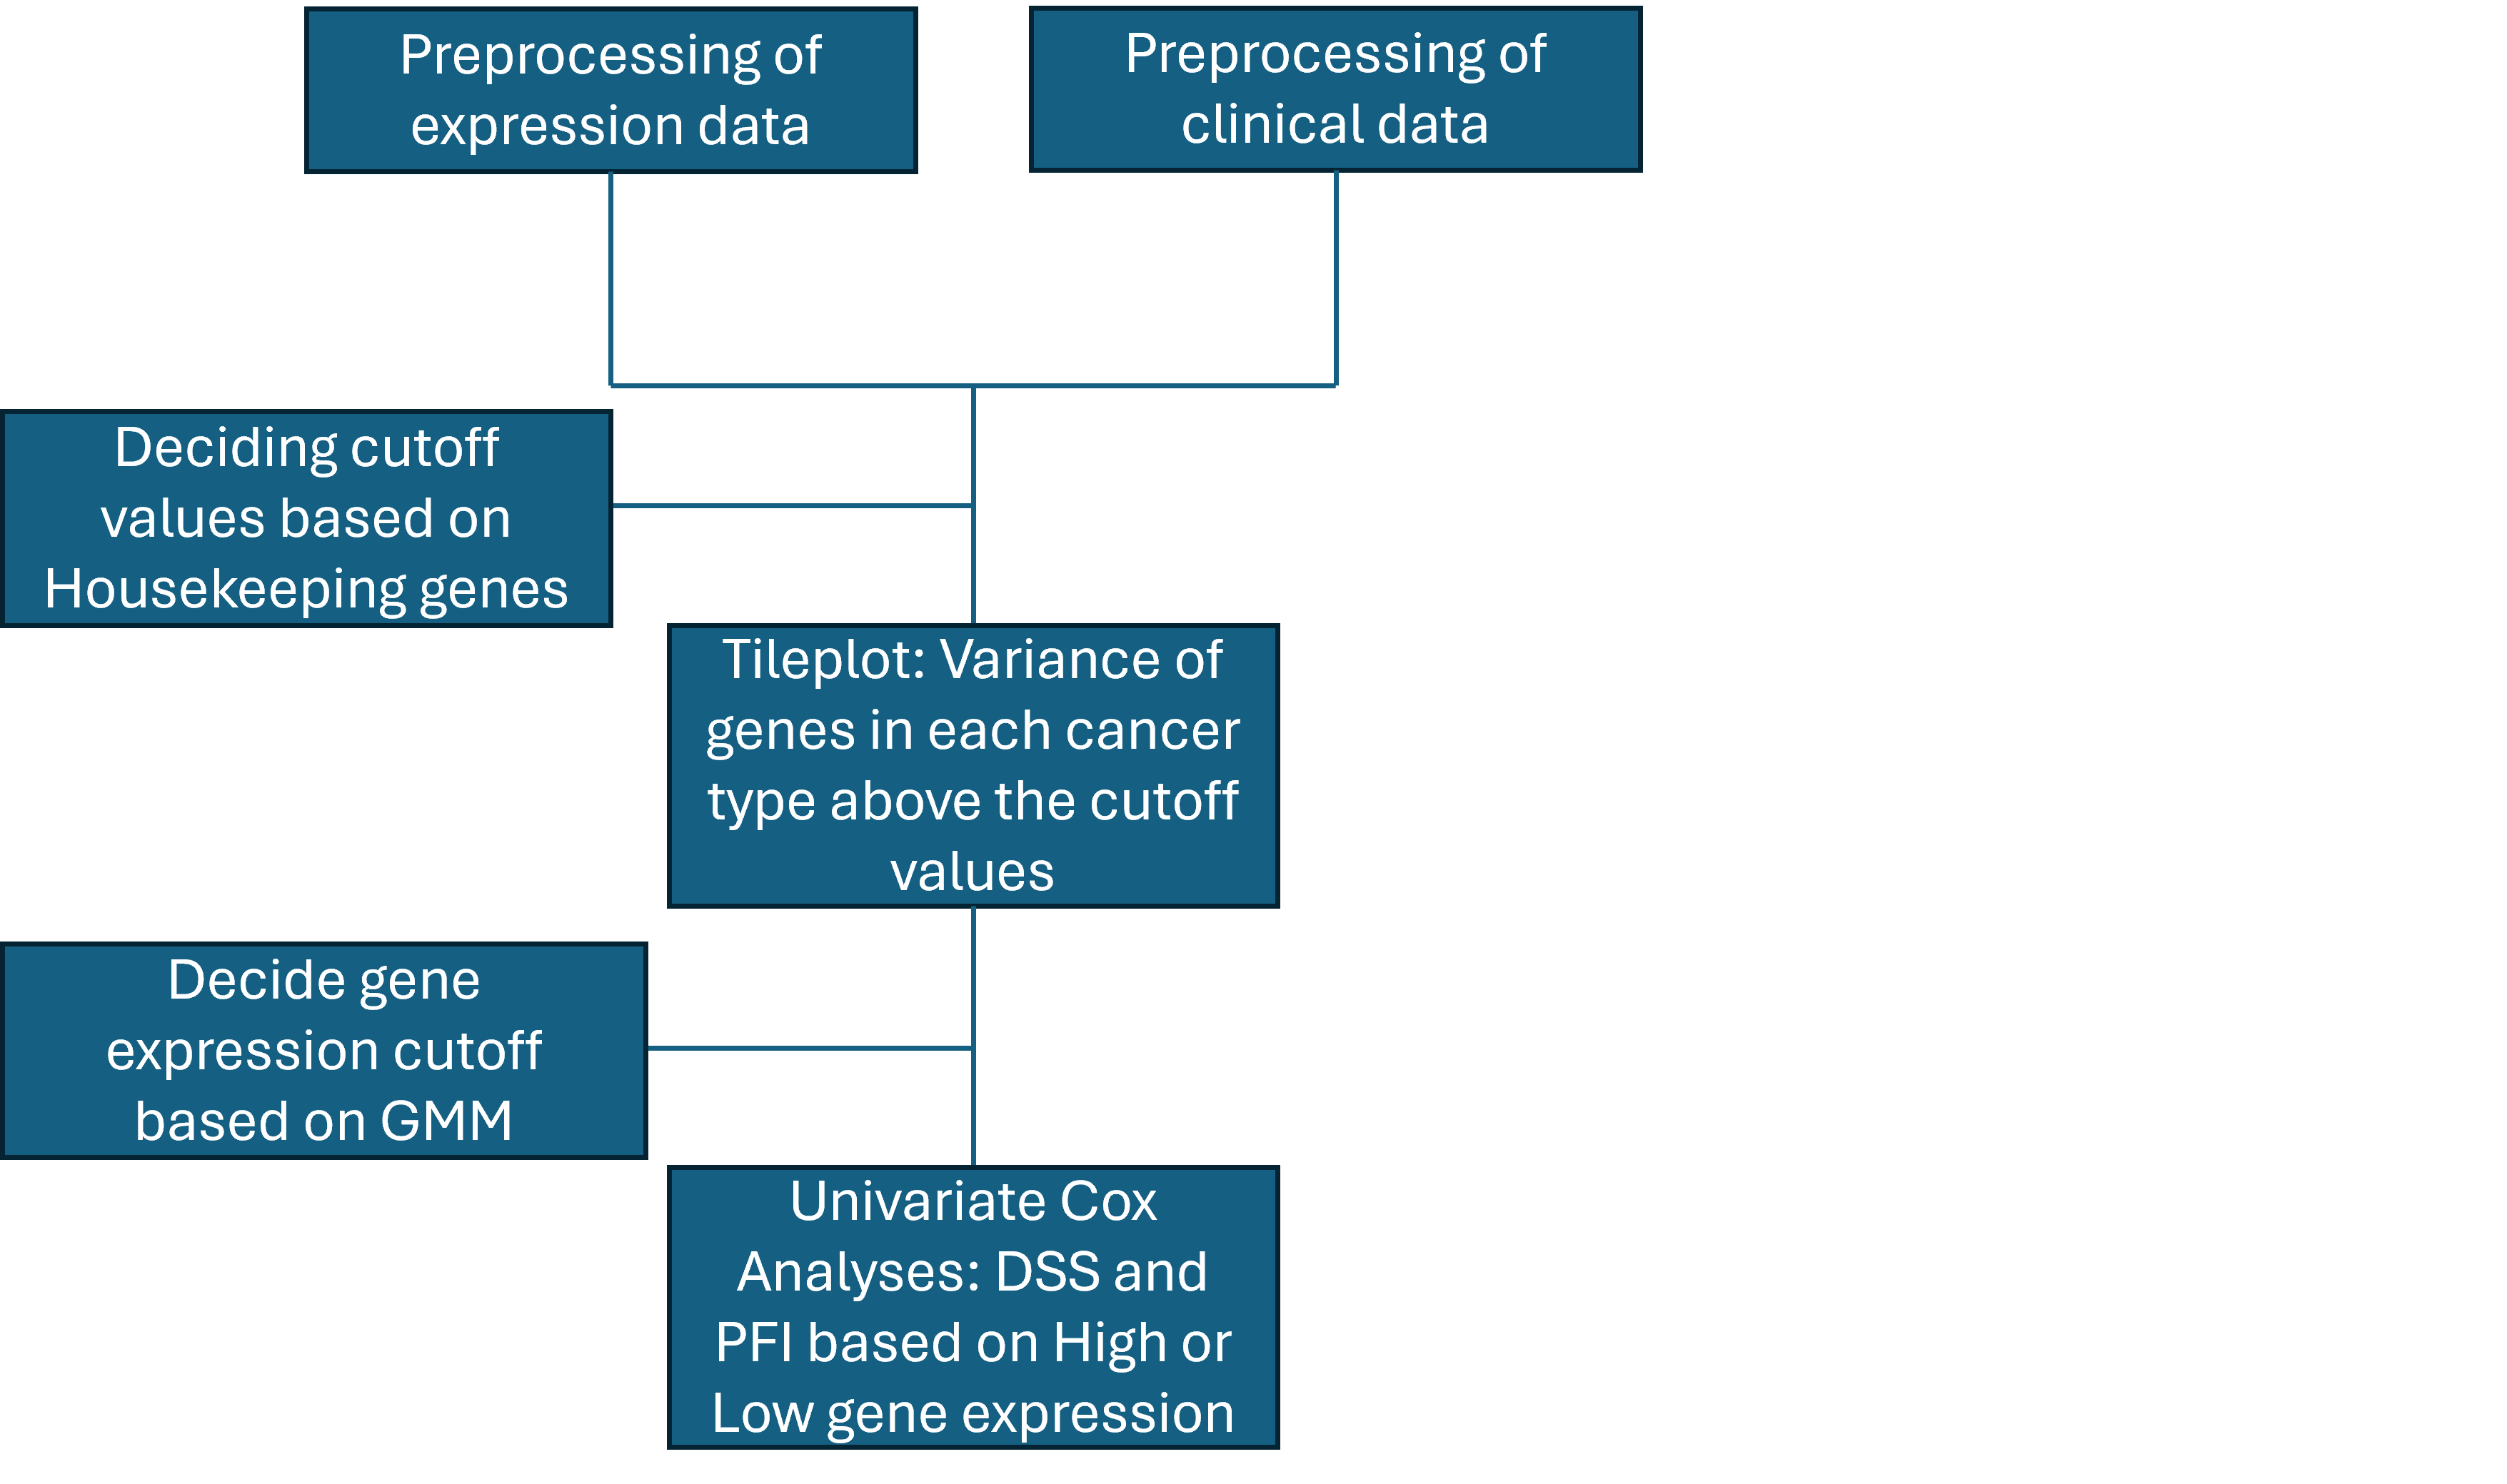 Preprocessing of
expression data
Preprocessing of
clinical data
Deciding cutoff
values based on
Housekeeping genes
Tileplot: Variance of
genes in each cancer
type above the cutoff
values
Decide gene
expression cutoff
based on GMM
Univariate Cox
Analyses: DSS and
PFI based on High or
Low gene expression